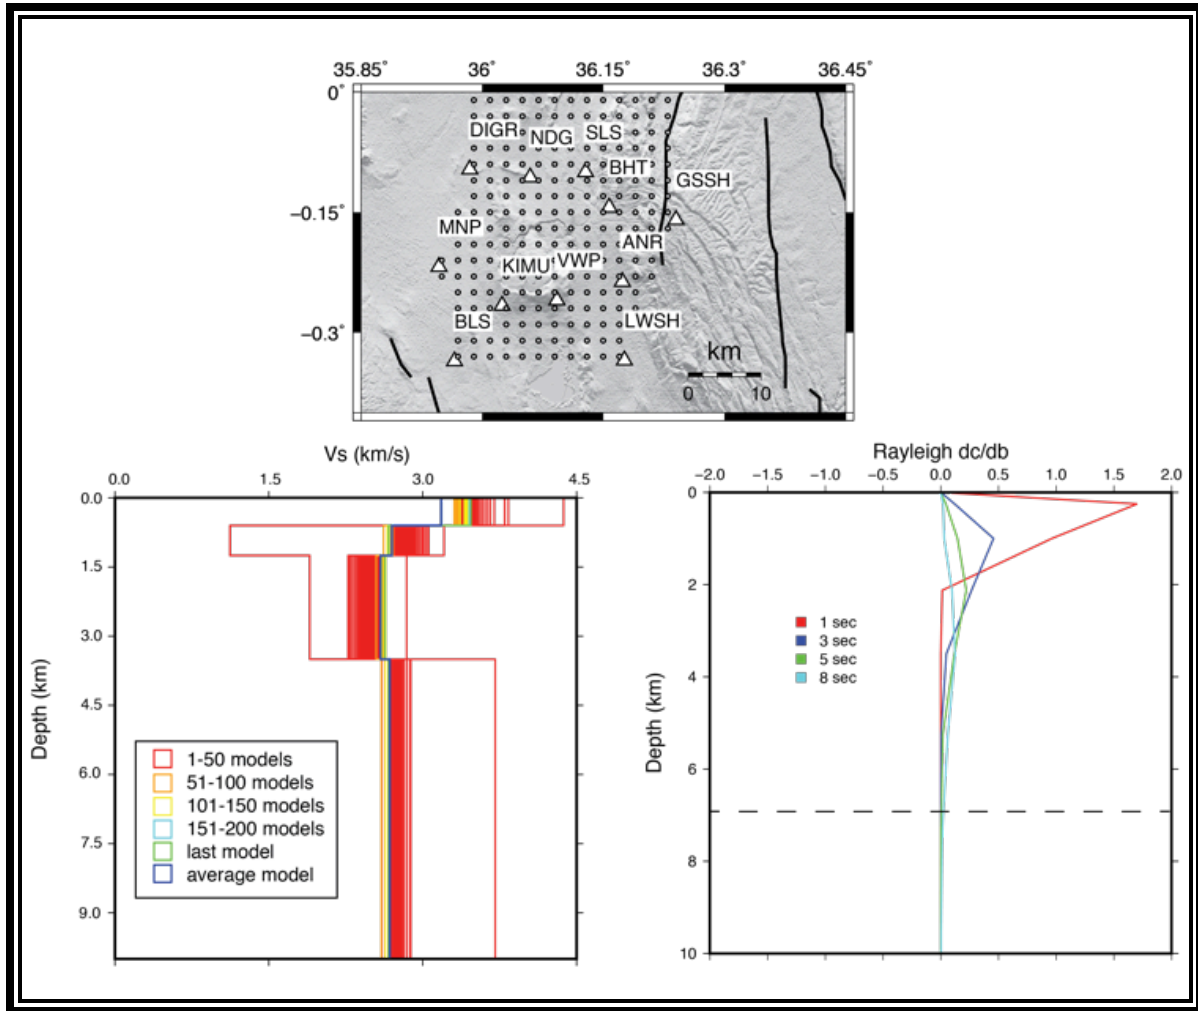 35.85° 36° 36.15° 36.3° 36.45°
0°
DIGR NDG SLS
BHT
GSSH
−0.15°
MNP
ANR
KIMU VWP
BLS LWSH
−0.3°
km
0 10
Vs (km/s)
0.0 1.5 3.0 4.5
0.0
1.5
3.0
4.5
6.0
7.5
9.0
Depth (km)
1-50 models
51-100 models
101-150 models
151-200 models
last model
average model
Rayleigh dc/db
−2.0 −1.5 −1.0 −0.5 0.0 0.5 1.0 1.5 2.0
0
2
4
6
8
10
Depth (km)
1 sec
3 sec
5 sec
8 sec